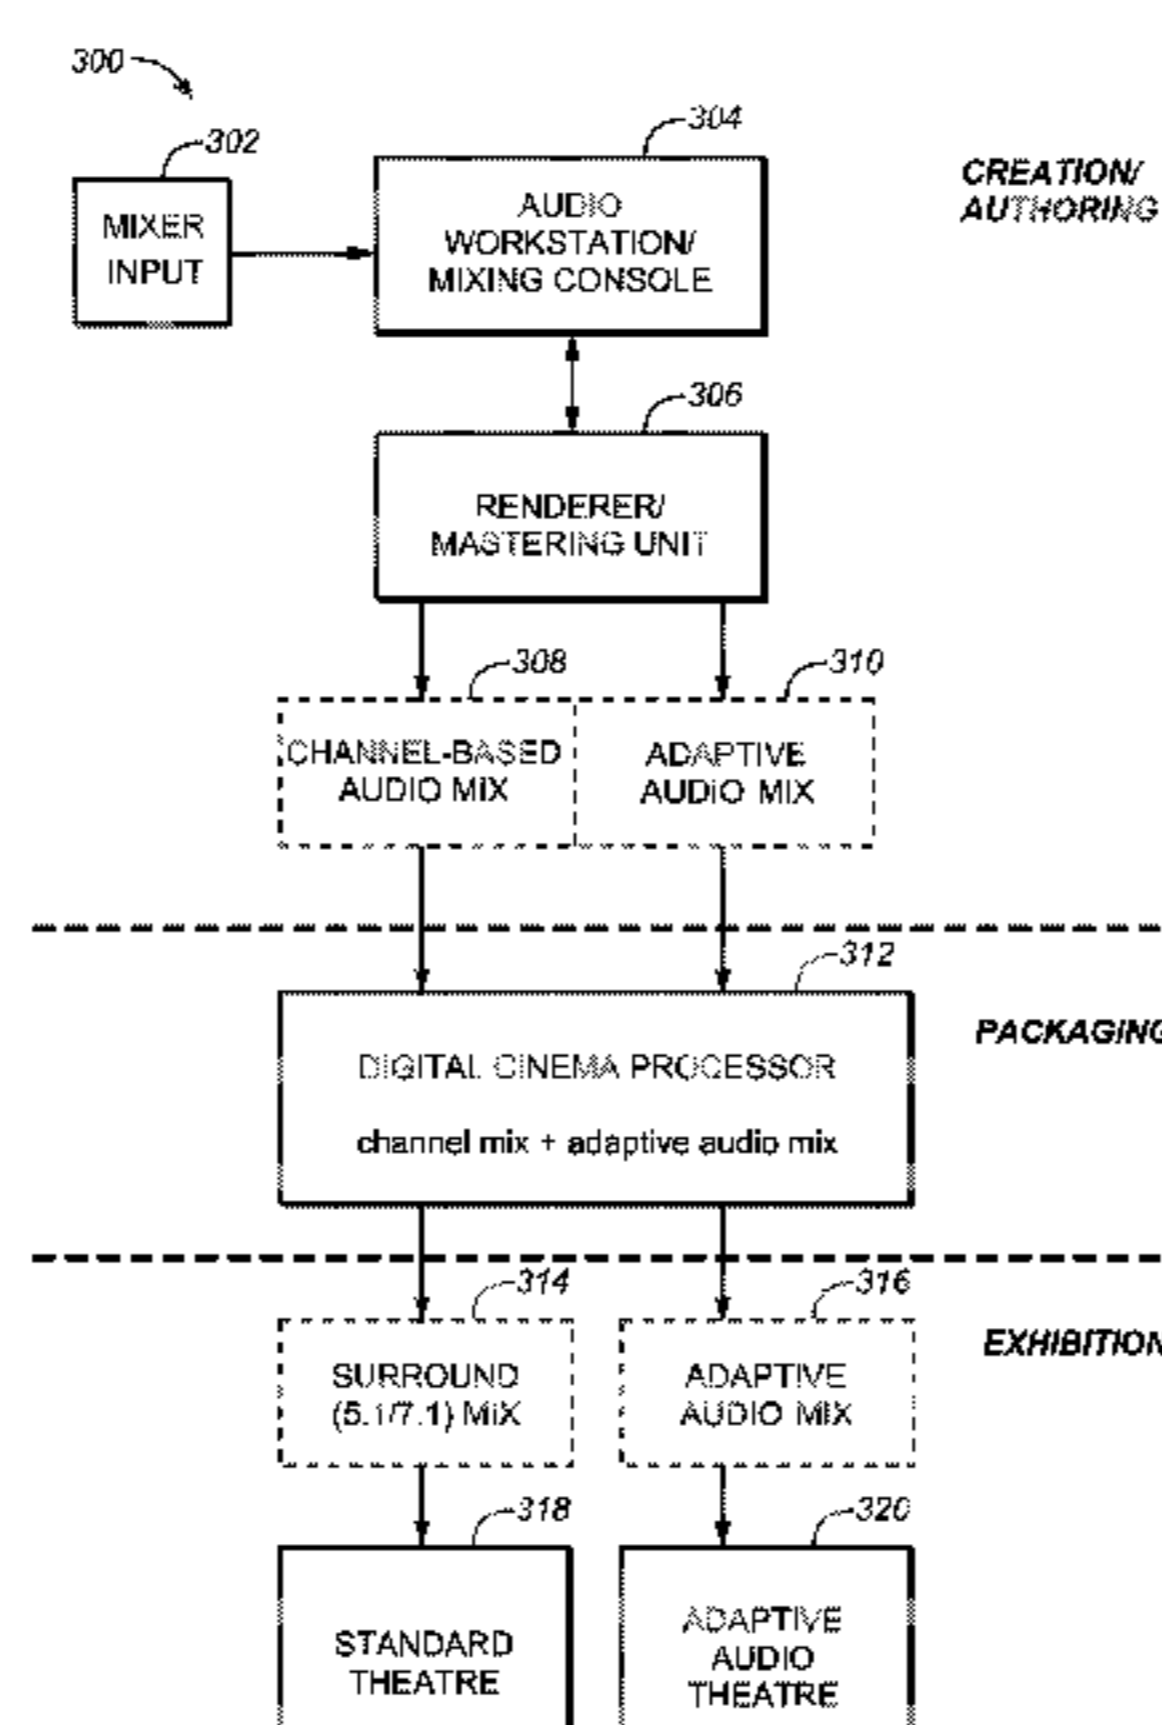 300
302
304
MIXER
INPUT
AUDIO
WORKSTATION/
MIXING CONSOLE
CREATION/
AUTHORING
306
RENDERER/
MASTERING UNIT
308
310
CHANNEL-BASED
AUDIO MIX
ADAPTIVE
AUDIO MIX
312
DIGITAL CINEMA PROCESSOR
channel mix + adaptive audio mix
PACKAGING
314
316
SURROUND
(5.1/7.1) MIX
ADAPTIVE
AUDIO MIX
EXHIBITION
318
320
STANDARD
THEATRE
ADAPTIVE
AUDIO
THEATRE